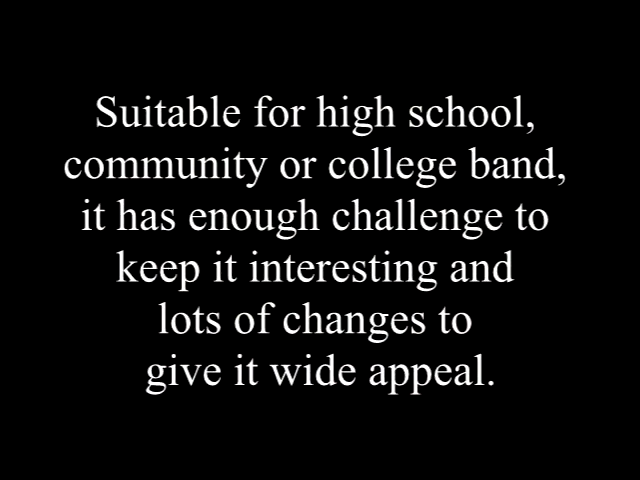 Suitable for high school,
community or college band,
it has enough challenge to
keep it interesting and
lots of changes to
give it wide appeal.